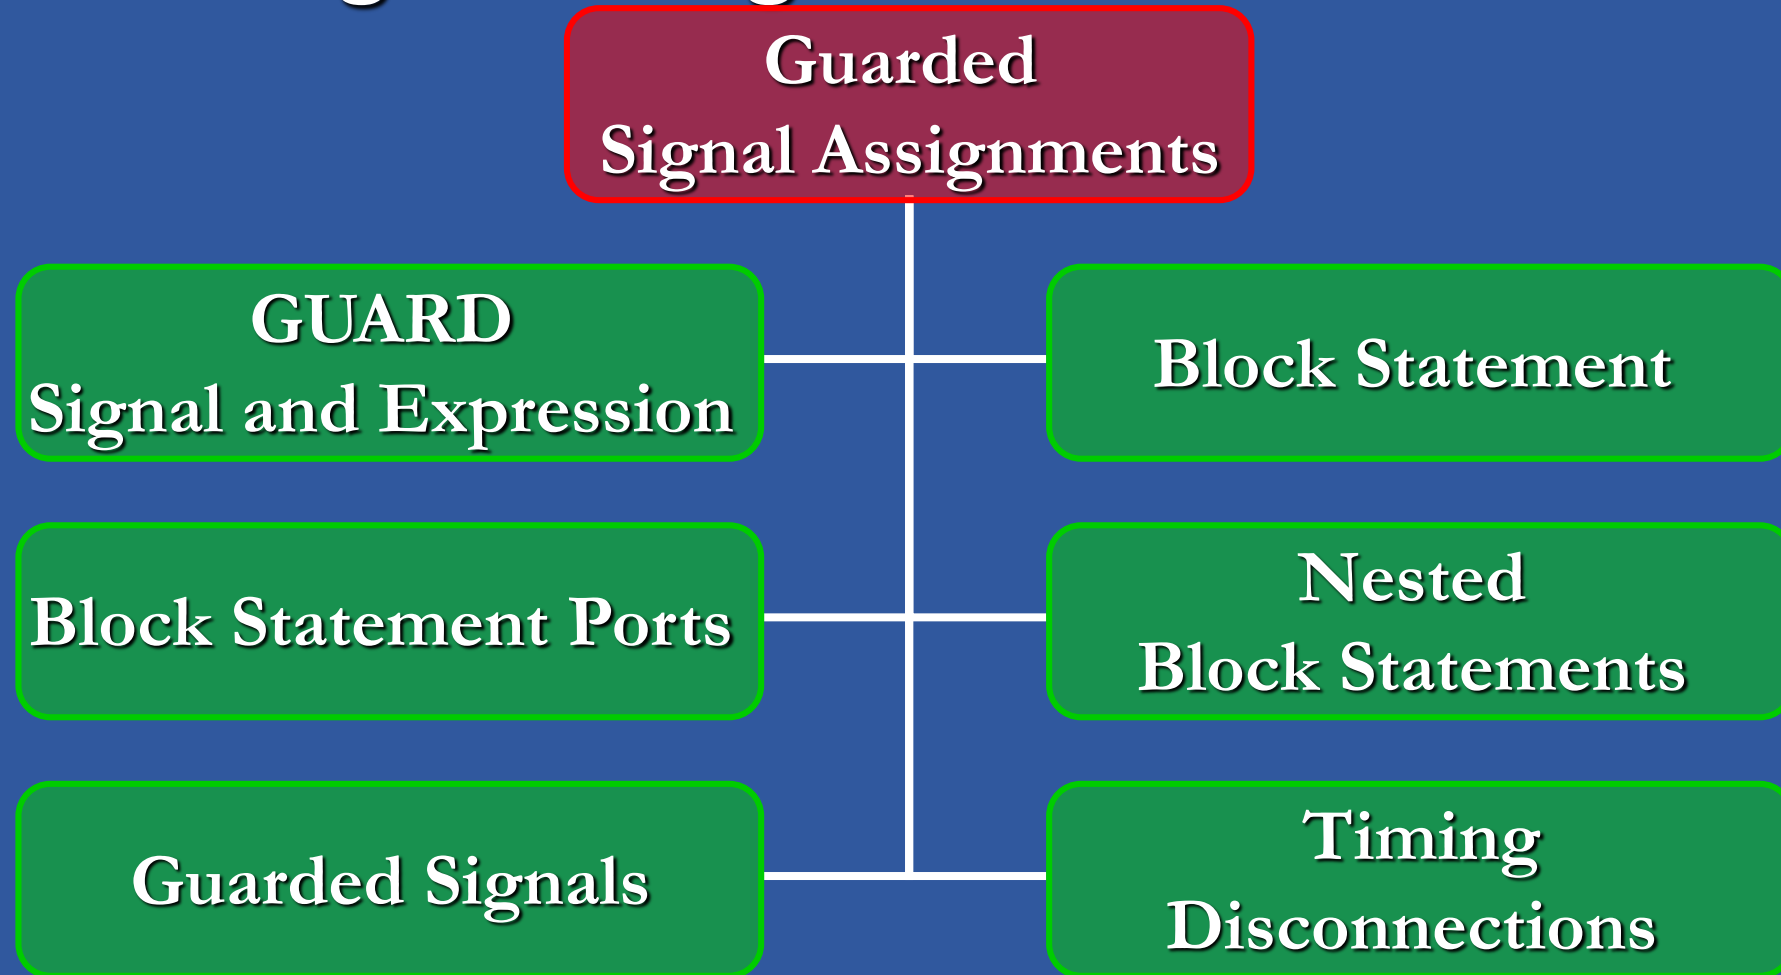 Guarded
Signal Assignments
GUARD
Signal and Expression
Block Statement
Block Statement Ports
Nested
Block Statements
Guarded Signals
Timing
Disconnections